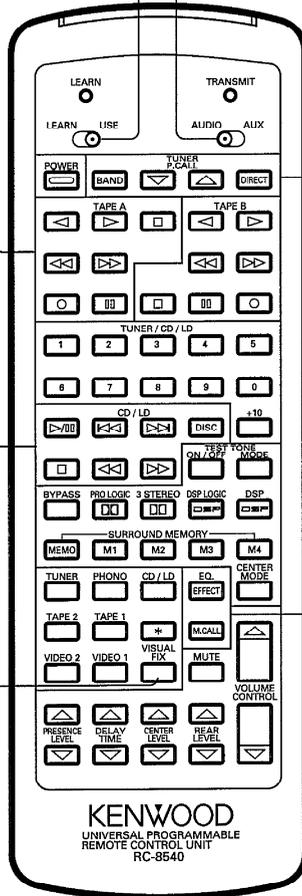 LEARN TRANSMIT
LEARN USE AUDIO AUX
TUNER
POWER P.CALL
BAND DIRECT
TAPE A TAPE B
TUNER / CD / LD
1 2 3 4 5
6 7 8 9 0
CD / LD +10
DISC
TEST TONE
ON / OFF MODE
BYPASS PRO LOGIC 3 STEREO DSP LOGIC DSP
SURROUND MEMORY
MEMO M1 M2 M3 M4
TUNER PHONO CD / LD EQ. CENTER MODE
EFFECT
TAPE 2 TAPE 1
* M.CALL
VIDEO 2 VIDEO 1 VISUAL FIX MUTE
VOLUME CONTROL
PRESENCE LEVEL DELAY TIME CENTER LEVEL REAR LEVEL
KENWOOD
UNIVERSAL PROGRAMMABLE
REMOTE CONTROL UNIT
RC-8540